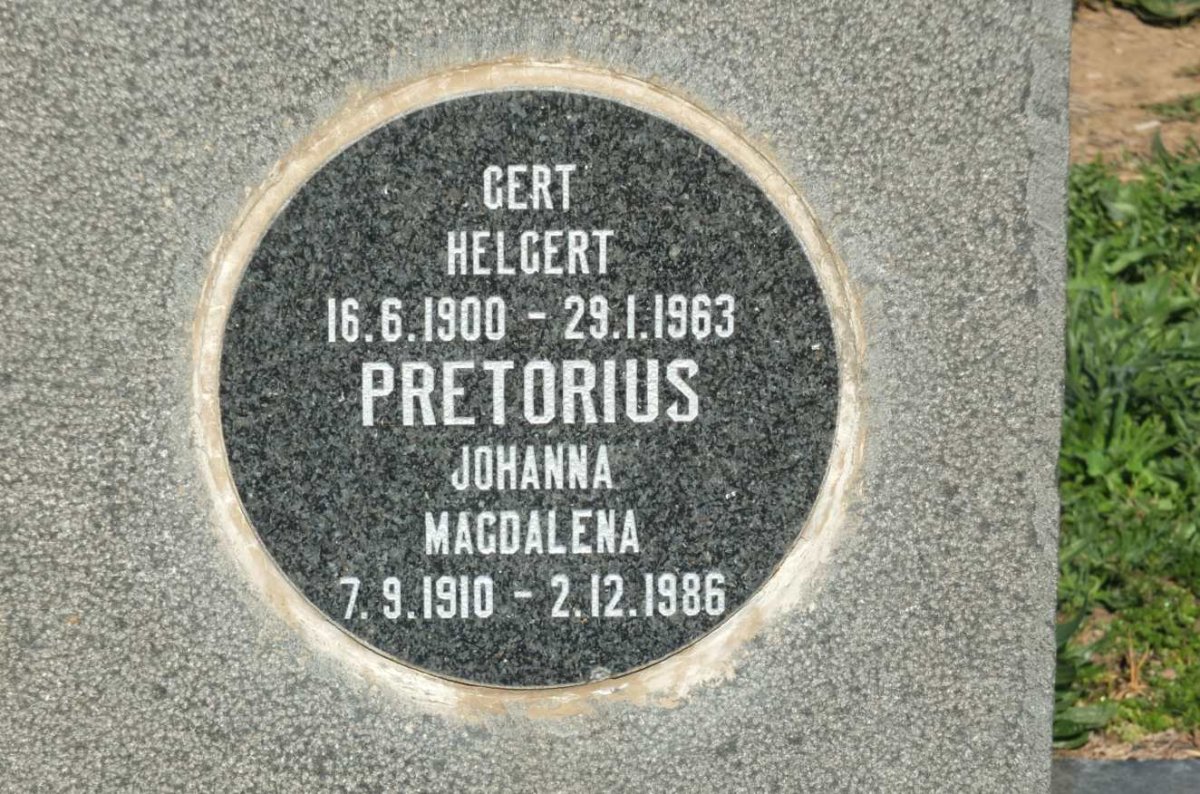 GERT
HELGERT
16.6.1900 - 29.1.1963
PRETORIUS
JOHANNA
MAGDALENA
7.9.1910 - 2.12.1986